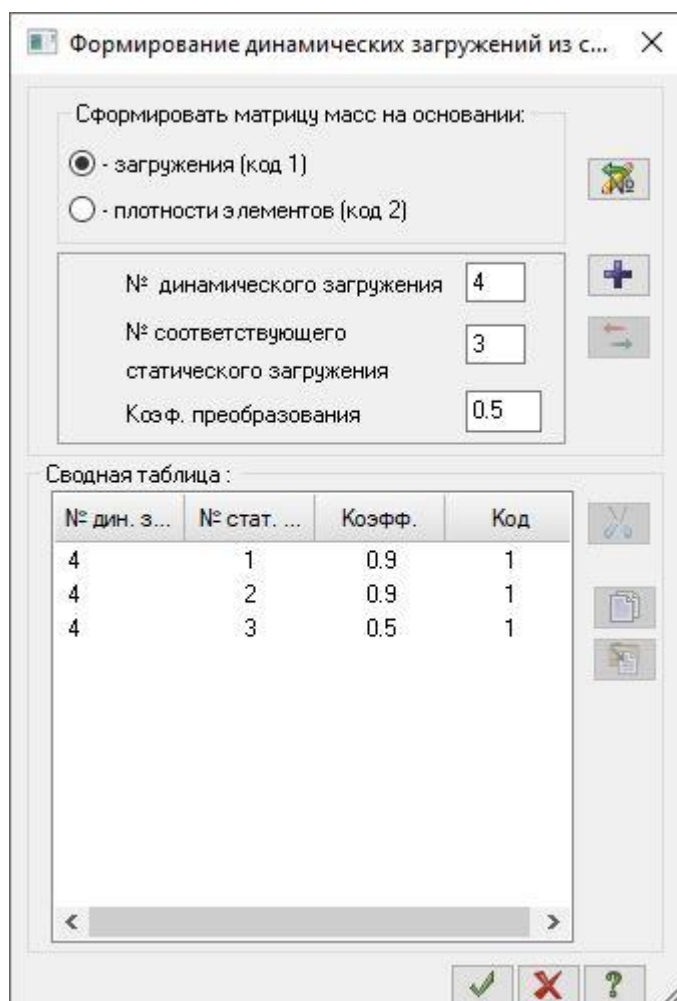 Формирование динамических загружений из с...
Сформировать матрицу масс на основании:
- загружения (код 1)
- плотности элементов (код 2)
№
№ динамического загружения 4
№ соответствующего
статического загружения 3
Коэф. преобразования 0.5
Сводная таблица :
№ дин. з... № стат. ... Коэфф. Код
4 1 0.9 1
4 2 0.9 1
4 3 0.5 1
?